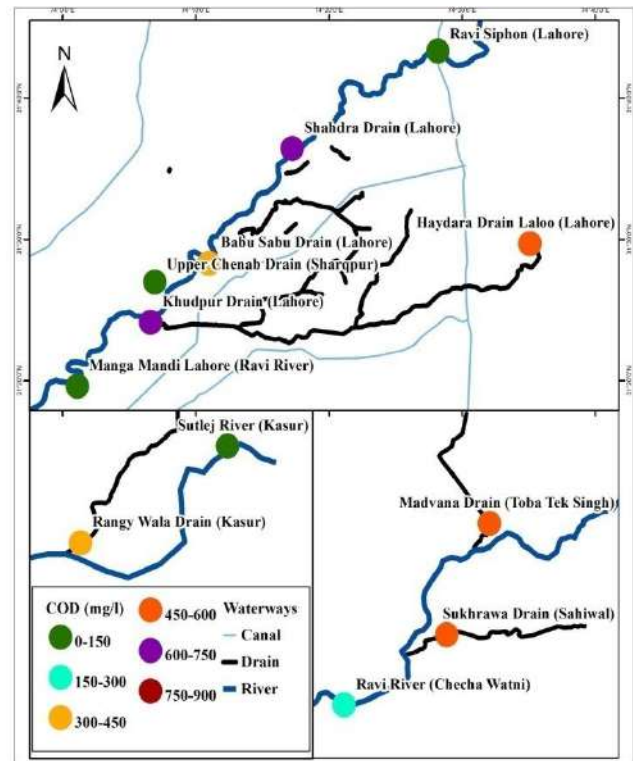 N
Ravi Siphon (Lahore)
Shahdra Drain (Lahore)
Haydara Drain Laloo (Lahore)
Babu Sabu Drain (Lahore)
Upper Chenab Drain (Sharqpur)
Khudpur Drain (Lahore)
Manga Mandi Lahore (Ravi River)
Sutlej River (Kasur)
Rangy Wala Drain (Kasur)
Madvana Drain (Toba Tek Singh)
Sukhrawa Drain (Sahiwal)
Ravi River (Checha Watni)
COD (mg/l)
0-150
150-300
300-450
450-600
600-750
750-900
Waterways
Canal
Drain
River